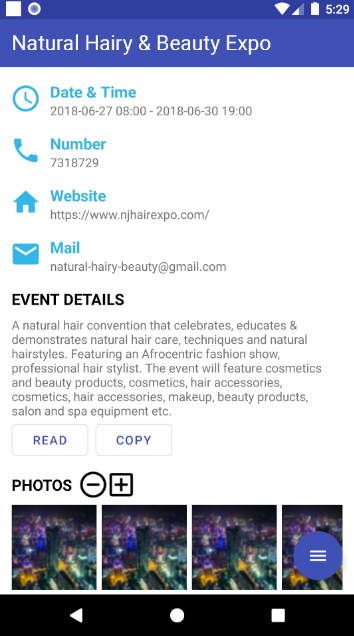 5:29
Natural Hairy & Beauty Expo
Date & Time
2018-06-27 08:00 - 2018-06-30 19:00
Number
7318729
Website
https://www.njhairexpo.com/
Mail
natural-hairy-beauty@gmail.com
EVENT DETAILS
A natural hair convention that celebrates, educates &
demonstrates natural hair care, techniques and natural
hairstyles. Featuring an Afrocentric fashion show,
professional hair stylist. The event will feature cosmetics
and beauty products, cosmetics, hair accessories,
cosmetics, hair accessories, makeup, beauty products,
salon and spa equipment etc.
READ COPY
PHOTOS